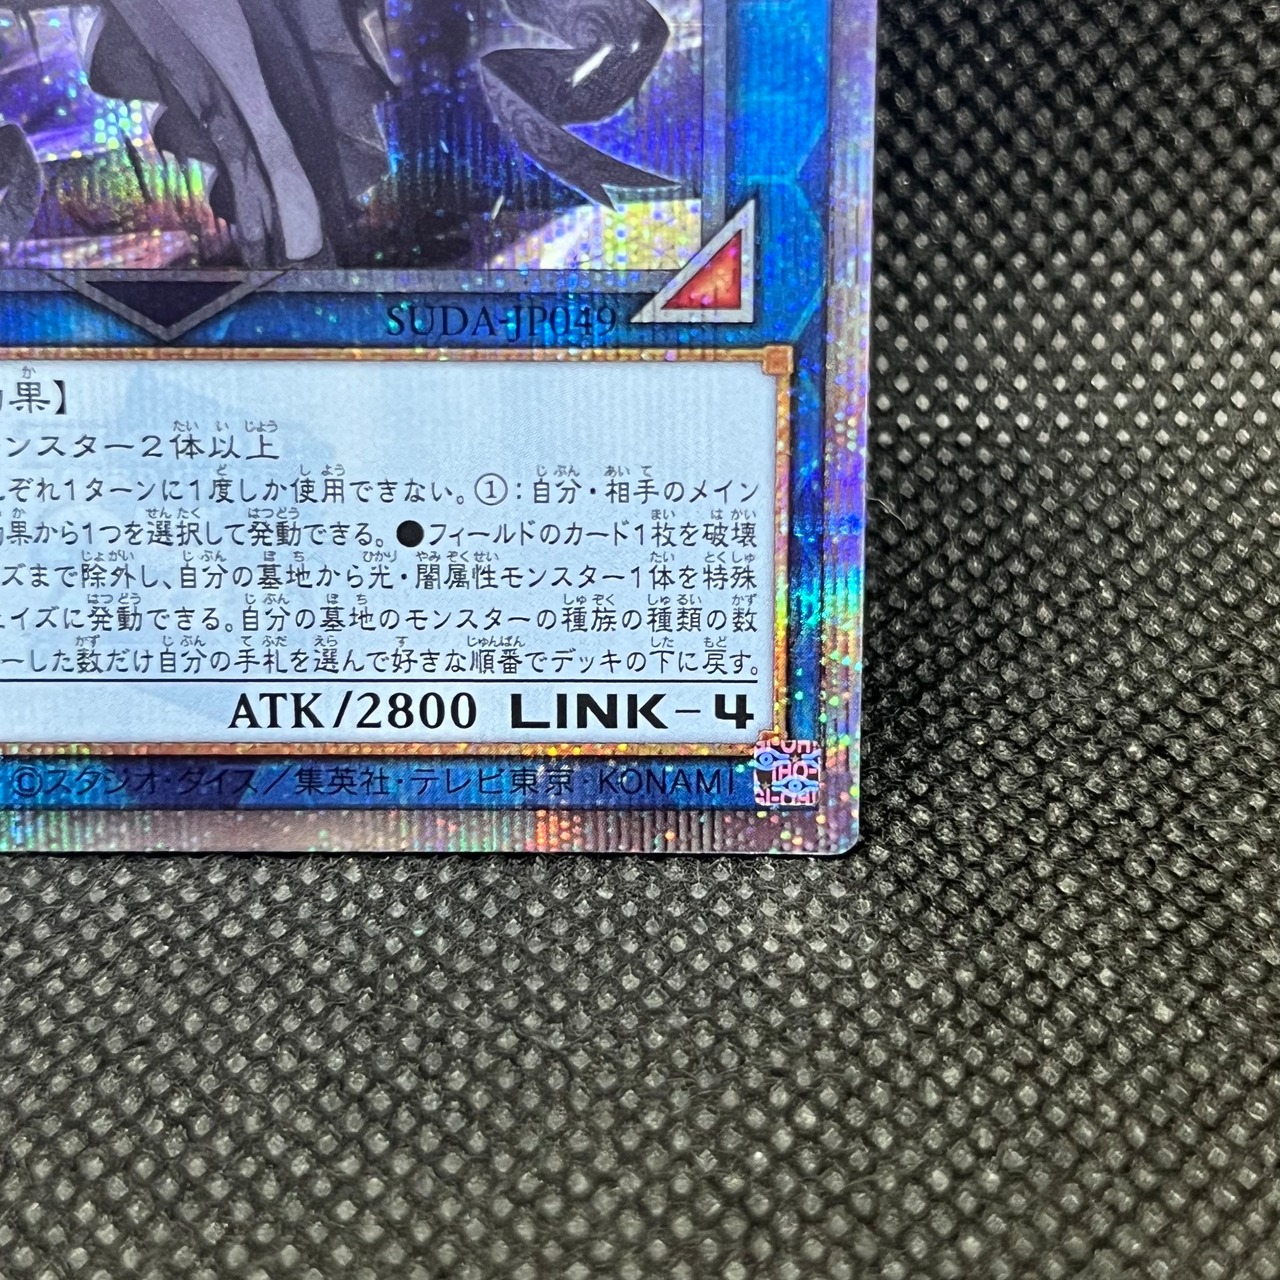 SUDA-JP049
果】
ンスター2体以上
ぞれ1ターンに1度しか使用できない。①:自分・相手のメイン
果から1つを選択して発動できる。●フィールドのカード1枚を破壊
ズまで除外し、自分の墓地から光・闇属性モンスター1体を特殊
ェイズに発動できる。自分の墓地のモンスターの種族の種類の数
ーした数だけ自分の手札を選んで好きな順番でデッキの下に戻す。
ATK/2800 LINK-4
©スタジオ・ダイス/集英社・テレビ東京・KONAMI